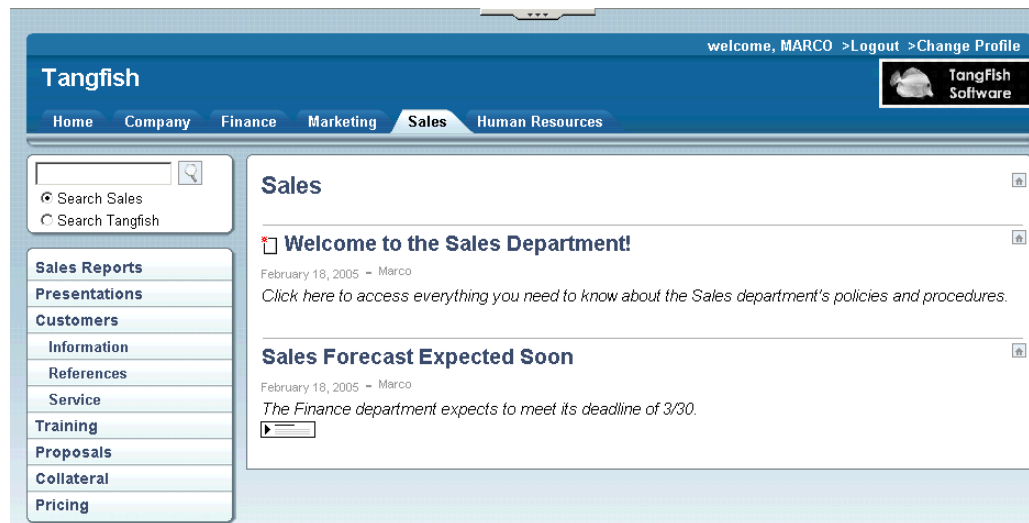 welcome, MARCO >Logout >Change Profile
Tangfish
TangFish
Software
Home Company Finance Marketing Sales Human Resources
Search Sales
Search Tangfish
Sales Reports
Presentations
Customers
Information
References
Service
Training
Proposals
Collateral
Pricing
Sales
Welcome to the Sales Department!
February 18, 2005 - Marco
Click here to access everything you need to know about the Sales department's policies and procedures.
Sales Forecast Expected Soon
February 18, 2005 - Marco
The Finance department expects to meet its deadline of 3/30.